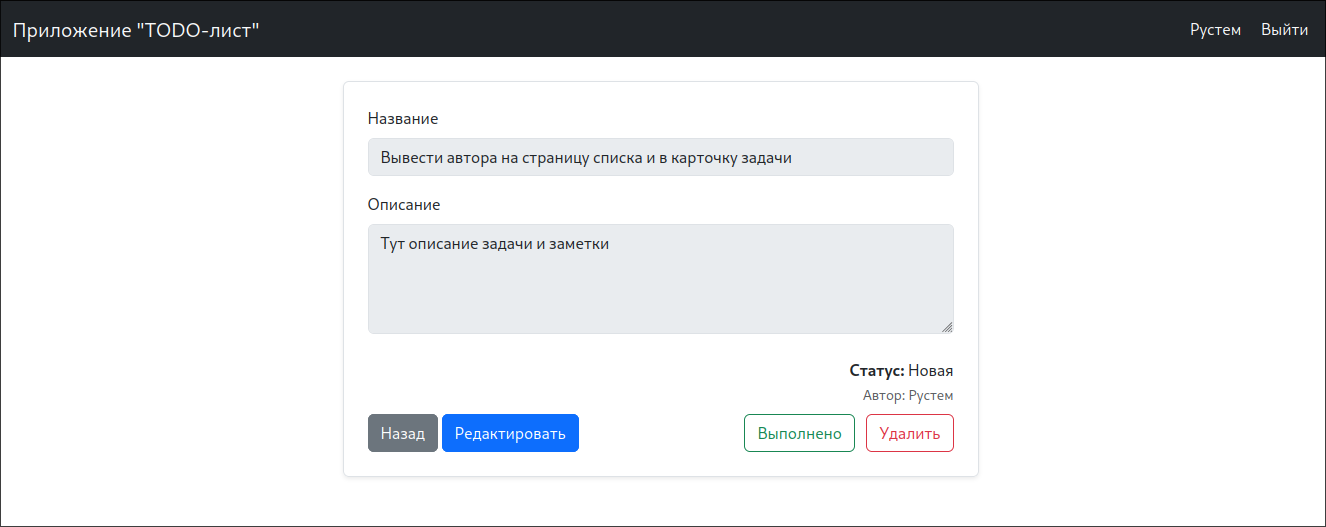 Приложение "TODO-лист"
Рустем Выйти
Название
Вывести автора на страницу списка и в карточку задачи
Описание
Тут описание задачи и заметки
Статус: Новая
Автор: Рустем
Назад Редактировать Выполнено Удалить